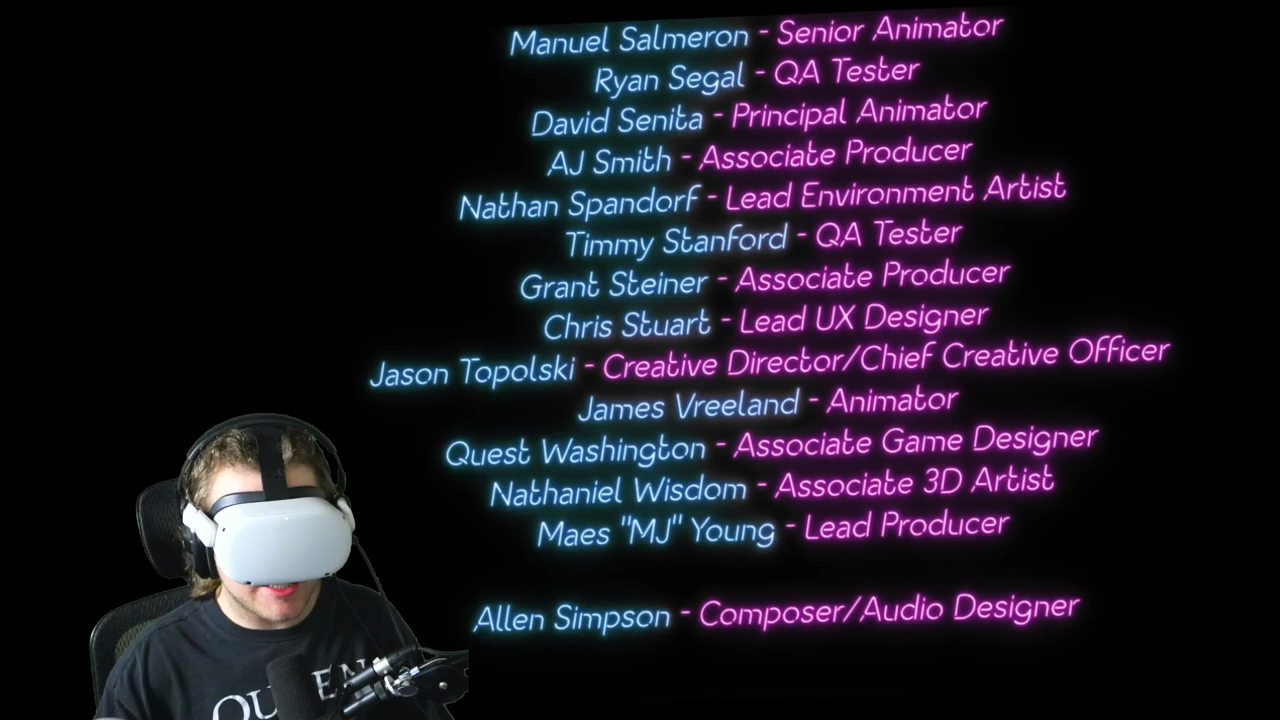 Manuel Salmeron - Senior Animator
Ryan Segal - QA Tester
David Senita - Principal Animator
AJ Smith - Associate Producer
Nathan Spandorf - Lead Environment Artist
Timmy Stanford - QA Tester
Grant Steiner - Associate Producer
Chris Stuart - Lead UX Designer
Jason Topolski - Creative Director/Chief Creative Officer
James Vreeland - Animator
Quest Washington - Associate Game Designer
Nathaniel Wisdom - Associate 3D Artist
Maes "MJ" Young - Lead Producer
Allen Simpson - Composer/Audio Designer